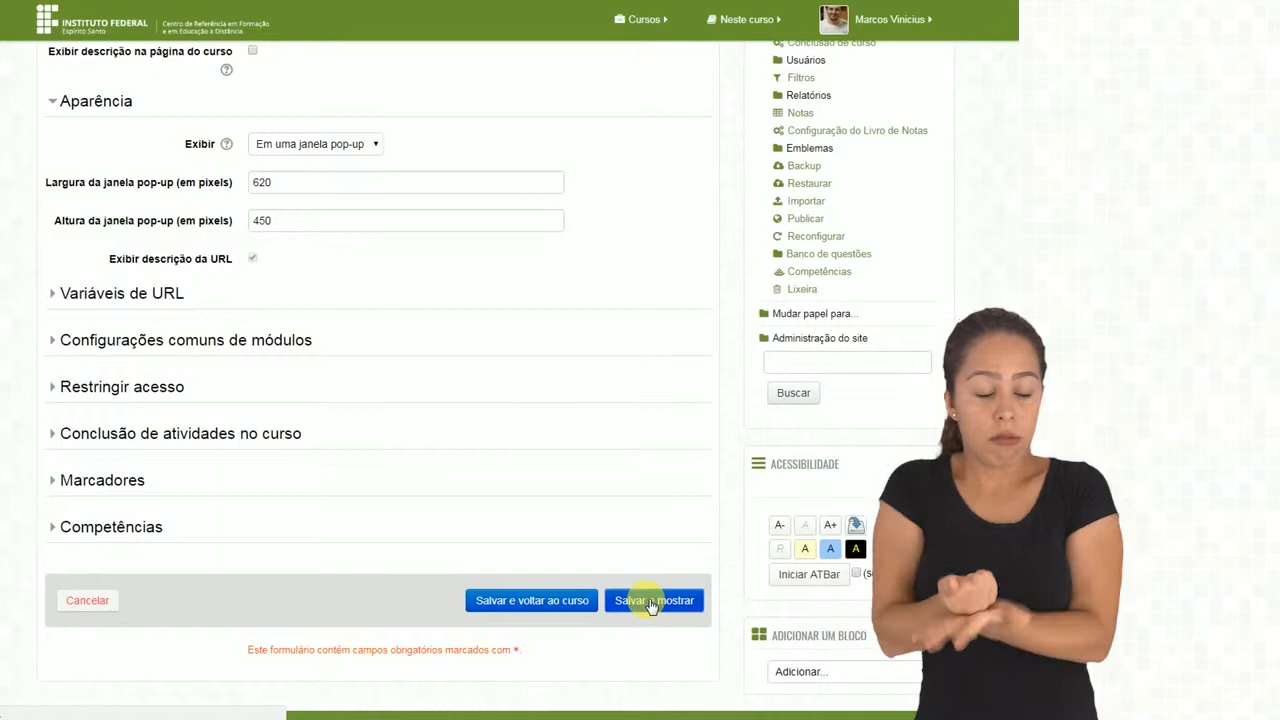 INSTITUTO FEDERAL
Espírito Santo
Centro de Referência em Formação
e em Educação a Distância
Cursos
Neste curso
Marcos Vinicius
Exibir descrição na página do curso
Aparência
Exibir
Em uma janela pop-up
Largura da janela pop-up (em pixels)
620
Altura da janela pop-up (em pixels)
450
Exibir descrição da URL
Variáveis de URL
Configurações comuns de módulos
Restringir acesso
Conclusão de atividades no curso
Marcadores
Competências
Cancelar
Salvar e voltar ao curso
Salvar e mostrar
Este formulário contém campos obrigatórios marcados com *.
Conclusão de curso
Usuários
Filtros
Relatórios
Notas
Configuração do Livro de Notas
Emblemas
Backup
Restaurar
Importar
Publicar
Reconfigurar
Banco de questões
Competências
Lixeira
Mudar papel para...
Administração do site
Buscar
ACESSIBILIDADE
A- A A+
R A A A
Iniciar ATBar
ADICIONAR UM BLOCO
Adicionar...